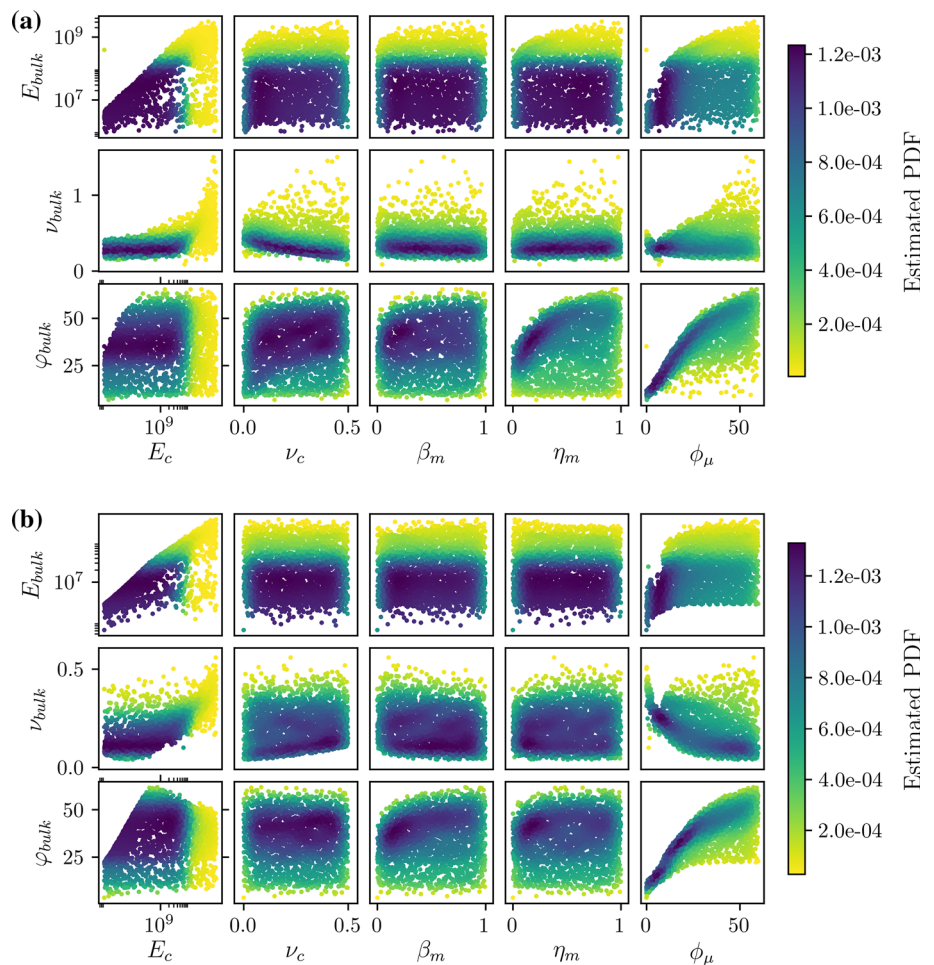 (a)
E_bulk
10^9
10^7
ν_bulk
1
0
φ_bulk
50
25
10^9
0.0 0.5
0 1
0 1
0 50
E_c
ν_c
β_m
η_m
ϕ_μ
1.2e-03
1.0e-03
8.0e-04
6.0e-04
4.0e-04
2.0e-04
Estimated PDF
(b)
E_bulk
10^7
ν_bulk
0.5
0.0
φ_bulk
50
25
10^9
0.0 0.5
0 1
0 1
0 50
E_c
ν_c
β_m
η_m
ϕ_μ
1.2e-03
1.0e-03
8.0e-04
6.0e-04
4.0e-04
2.0e-04
Estimated PDF